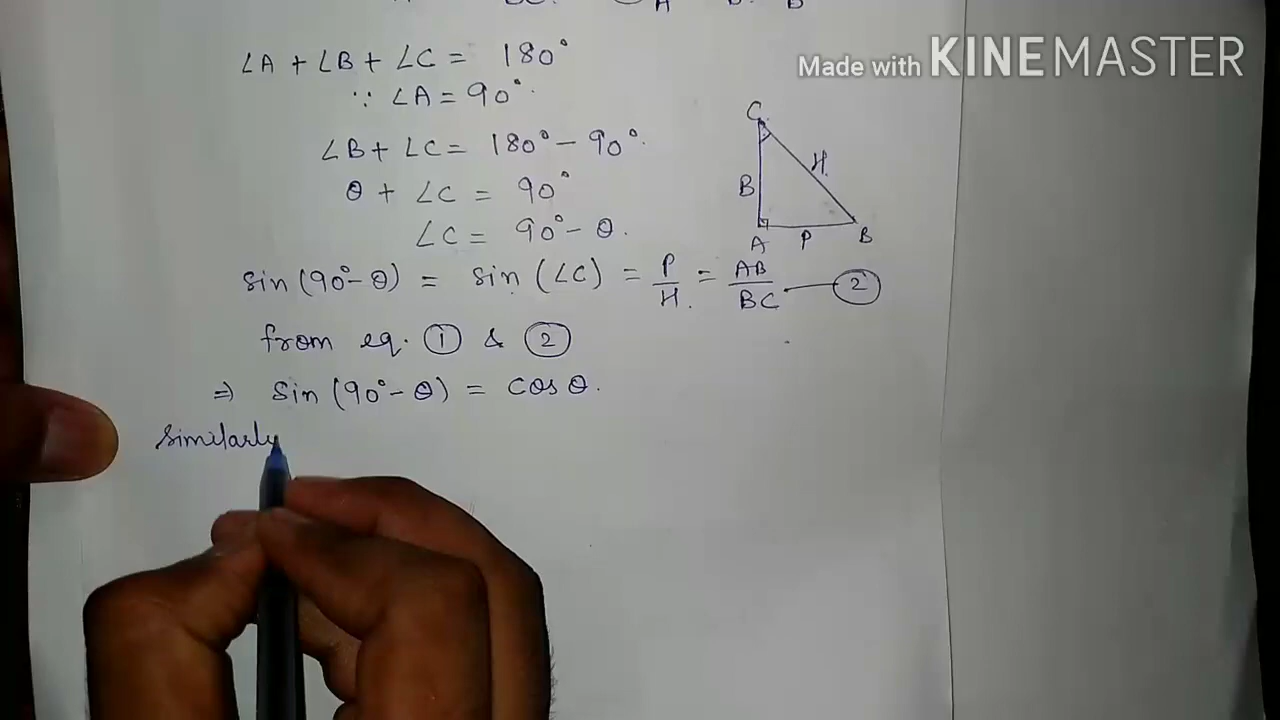 ∠A + ∠B + ∠C = 180°
∵ ∠A = 90°.
∠B + ∠C = 180° - 90°.
θ + ∠C = 90°
∠C = 90° - θ.
sin (90° - θ) = sin (∠C) = P/H. = AB/BC — ②
from eq. ① & ②
⇒ sin (90° - θ) = cos θ.
Similarly
C
B
H.
A
P
B
Made with KINEMASTER